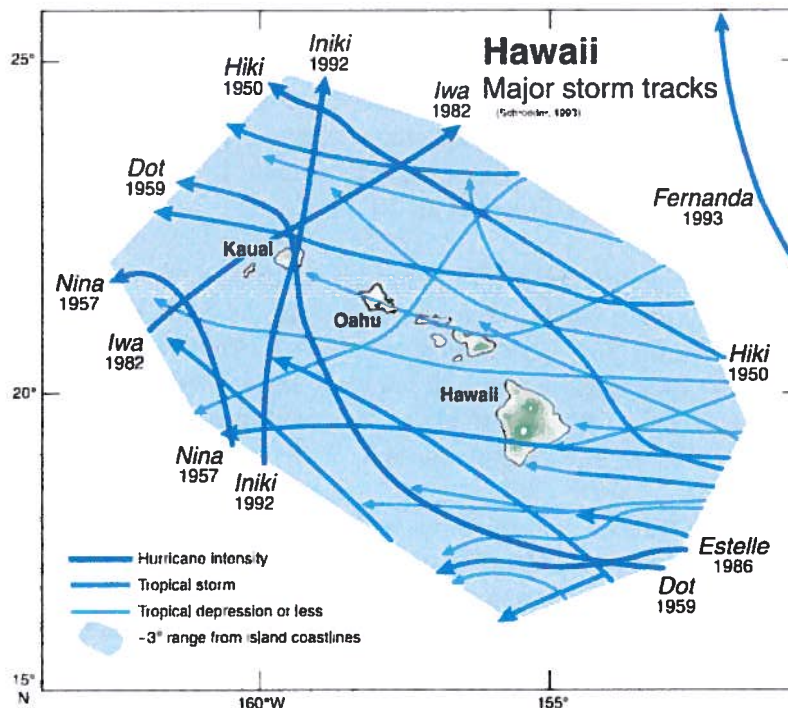 Hawaii
Major storm tracks
(Schroeder, 1993)
25°
20°
15°
N
160°W
155°
Iniki
1992
Hiki
1950
Iwa
1982
Dot
1959
Fernanda
1993
Kauai
Nina
1957
Oahu
Iwa
1982
Hiki
1950
Hawaii
Nina
1957
Iniki
1992
Estelle
1986
Dot
1959
Hurricane intensity
Tropical storm
Tropical depression or less
~3° range from island coastlines